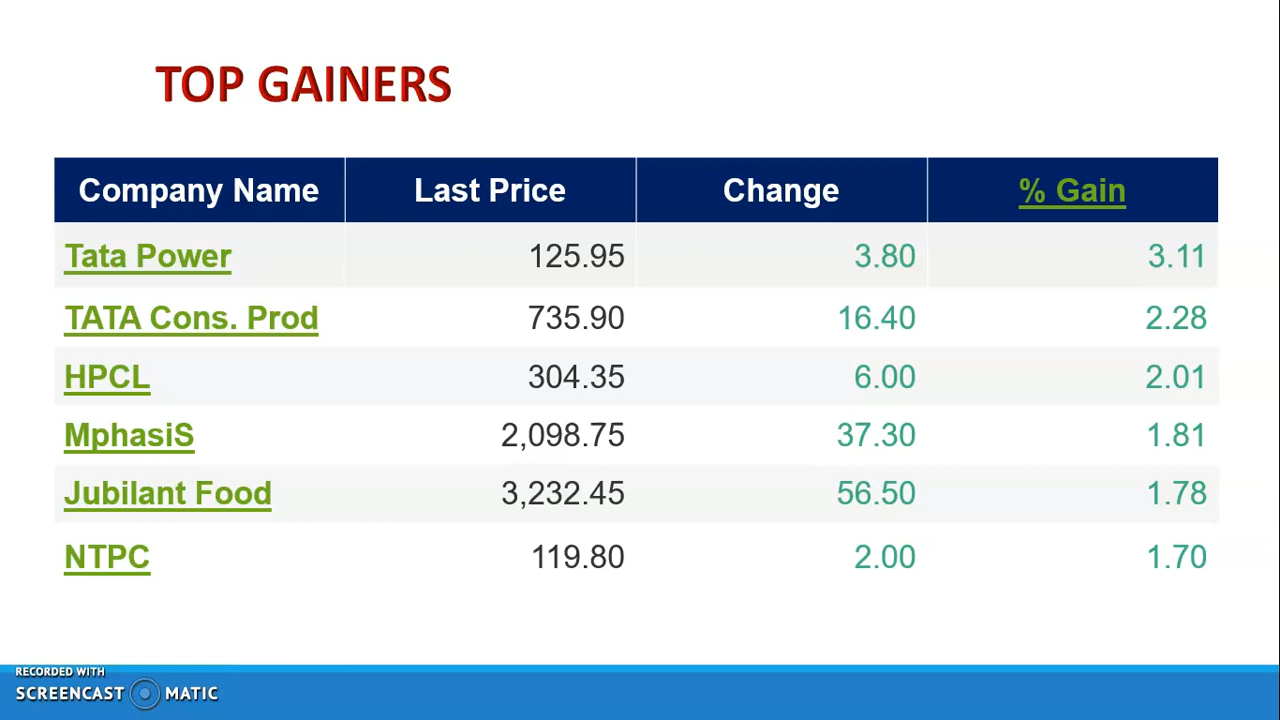 TOP GAINERS
Company Name Last Price Change % Gain
Tata Power 125.95 3.80 3.11
TATA Cons. Prod 735.90 16.40 2.28
HPCL 304.35 6.00 2.01
MphasiS 2,098.75 37.30 1.81
Jubilant Food 3,232.45 56.50 1.78
NTPC 119.80 2.00 1.70
RECORDED WITH
SCREENCAST MATIC